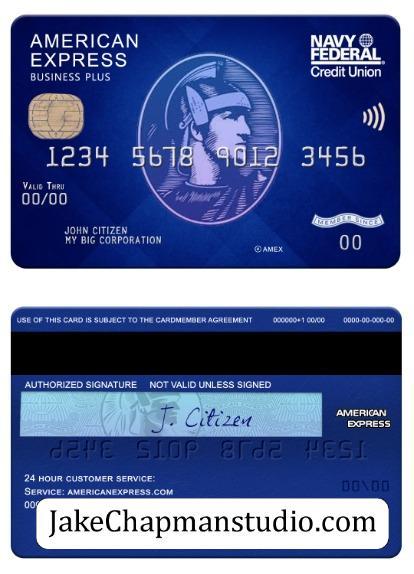 AMERICAN
EXPRESS
BUSINESS PLUS
NAVY
FEDERAL
Credit Union
1234 5678 9012 3456
VALID THRU
00/00
JOHN CITIZEN
MY BIG CORPORATION
MEMBER SINCE
00
AMEX
USE OF THIS CARD IS SUBJECT TO THE CARDMEMBER AGREEMENT 000000+1 00/00 0000-00-000-00
AUTHORIZED SIGNATURE NOT VALID UNLESS SIGNED
J. Citizen
AMERICAN
EXPRESS
24 HOUR CUSTOMER SERVICE:
SERVICE: AMERICANEXPRESS.COM
JakeChapmanstudio.com